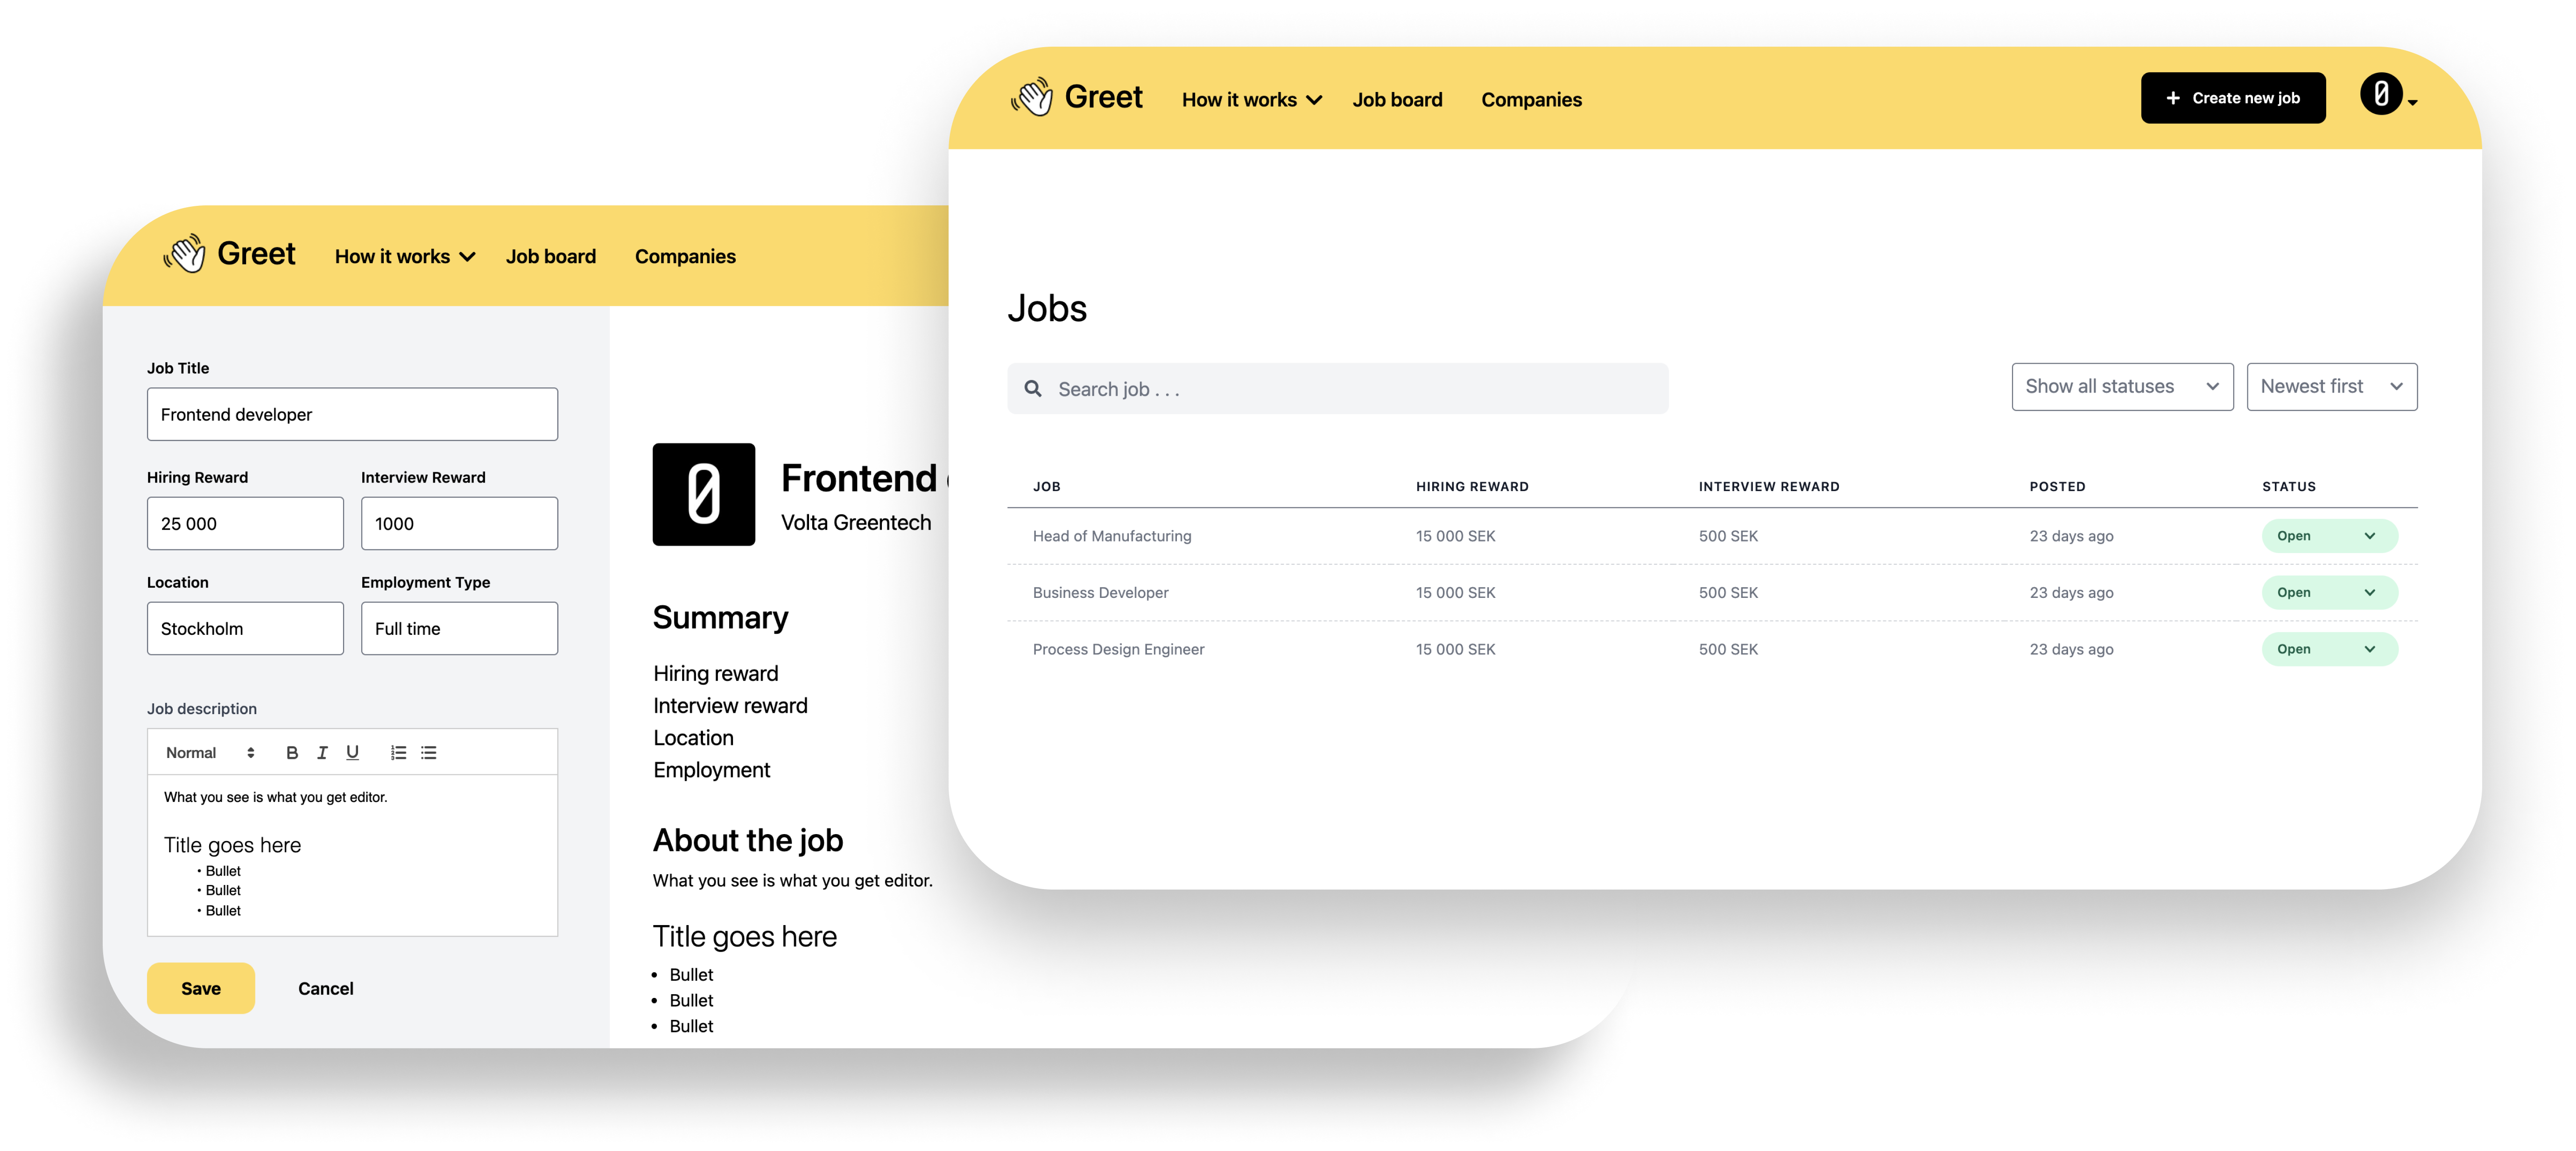 Greet How it works Job board Companies
Job Title
Frontend developer
Hiring Reward Interview Reward
25 000 1000
Location Employment Type
Stockholm Full time
Job description
Normal B I U
What you see is what you get editor.
Title goes here
• Bullet
• Bullet
• Bullet
Save Cancel
0
Frontend
Volta Greentech
Summary
Hiring reward
Interview reward
Location
Employment
About the job
What you see is what you get editor.
Title goes here
• Bullet
• Bullet
• Bullet
Greet How it works Job board Companies + Create new job 0
Jobs
Search job . . . Show all statuses Newest first
JOB HIRING REWARD INTERVIEW REWARD POSTED STATUS
Head of Manufacturing 15 000 SEK 500 SEK 23 days ago Open
Business Developer 15 000 SEK 500 SEK 23 days ago Open
Process Design Engineer 15 000 SEK 500 SEK 23 days ago Open